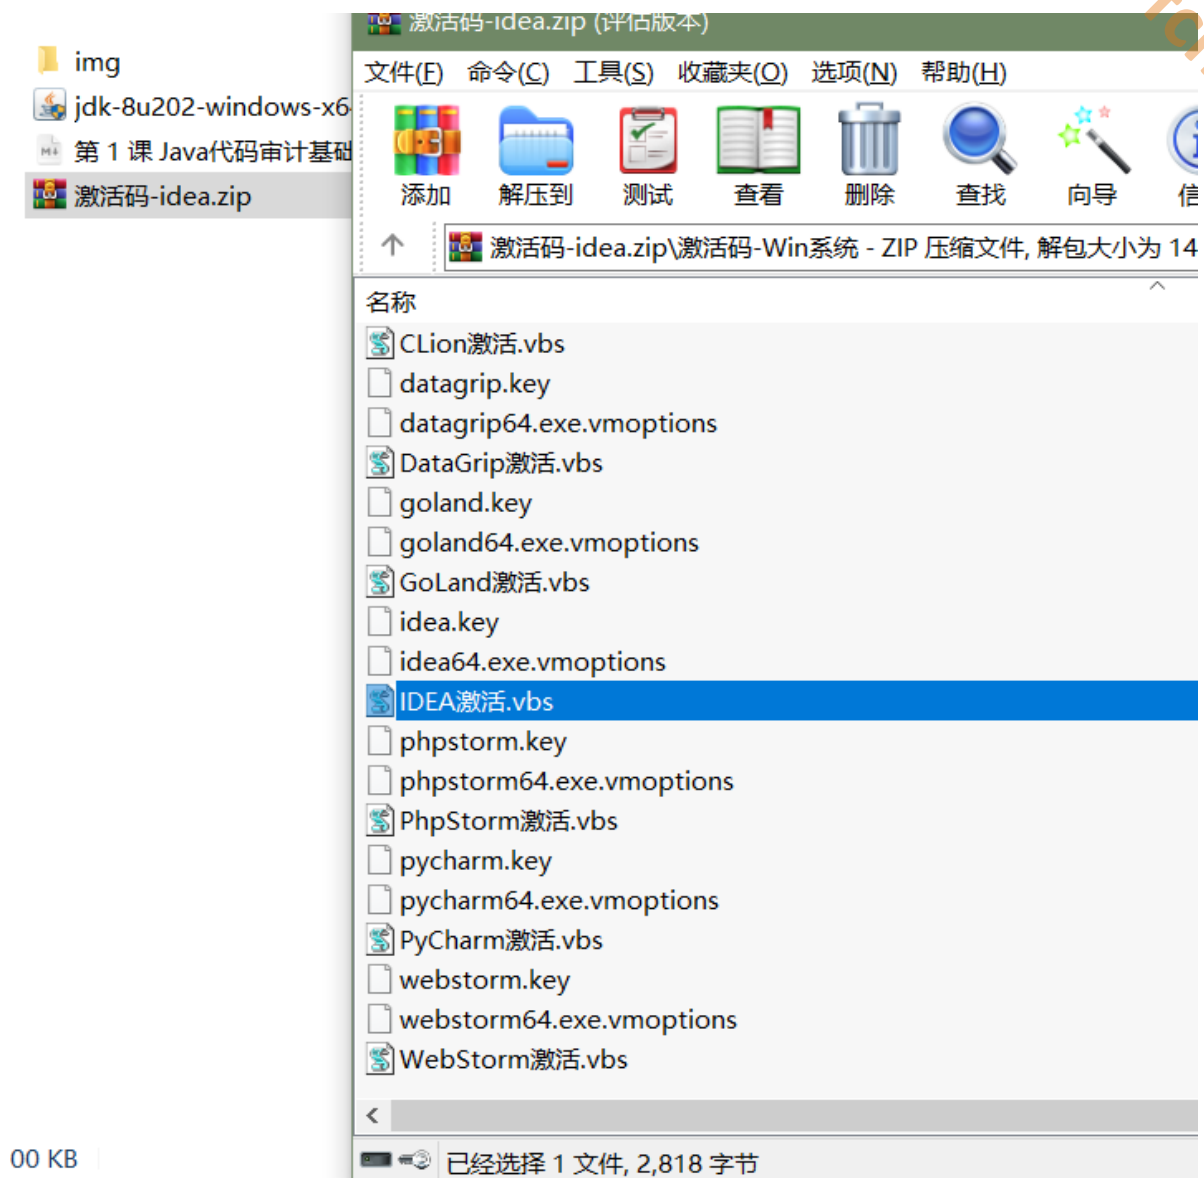 img
jdk-8u202-windows-x6
第 1 课 Java代码审计基础
激活码-idea.zip
00 KB
激活码-idea.zip (评估版本)
文件(F) 命令(C) 工具(S) 收藏夹(O) 选项(N) 帮助(H)
添加 解压到 测试 查看 删除 查找 向导 信
激活码-idea.zip\激活码-Win系统 - ZIP 压缩文件, 解包大小为 14
名称
CLion激活.vbs
datagrip.key
datagrip64.exe.vmoptions
DataGrip激活.vbs
goland.key
goland64.exe.vmoptions
GoLand激活.vbs
idea.key
idea64.exe.vmoptions
IDEA激活.vbs
phpstorm.key
phpstorm64.exe.vmoptions
PhpStorm激活.vbs
pycharm.key
pycharm64.exe.vmoptions
PyCharm激活.vbs
webstorm.key
webstorm64.exe.vmoptions
WebStorm激活.vbs
已经选择 1 文件, 2,818 字节